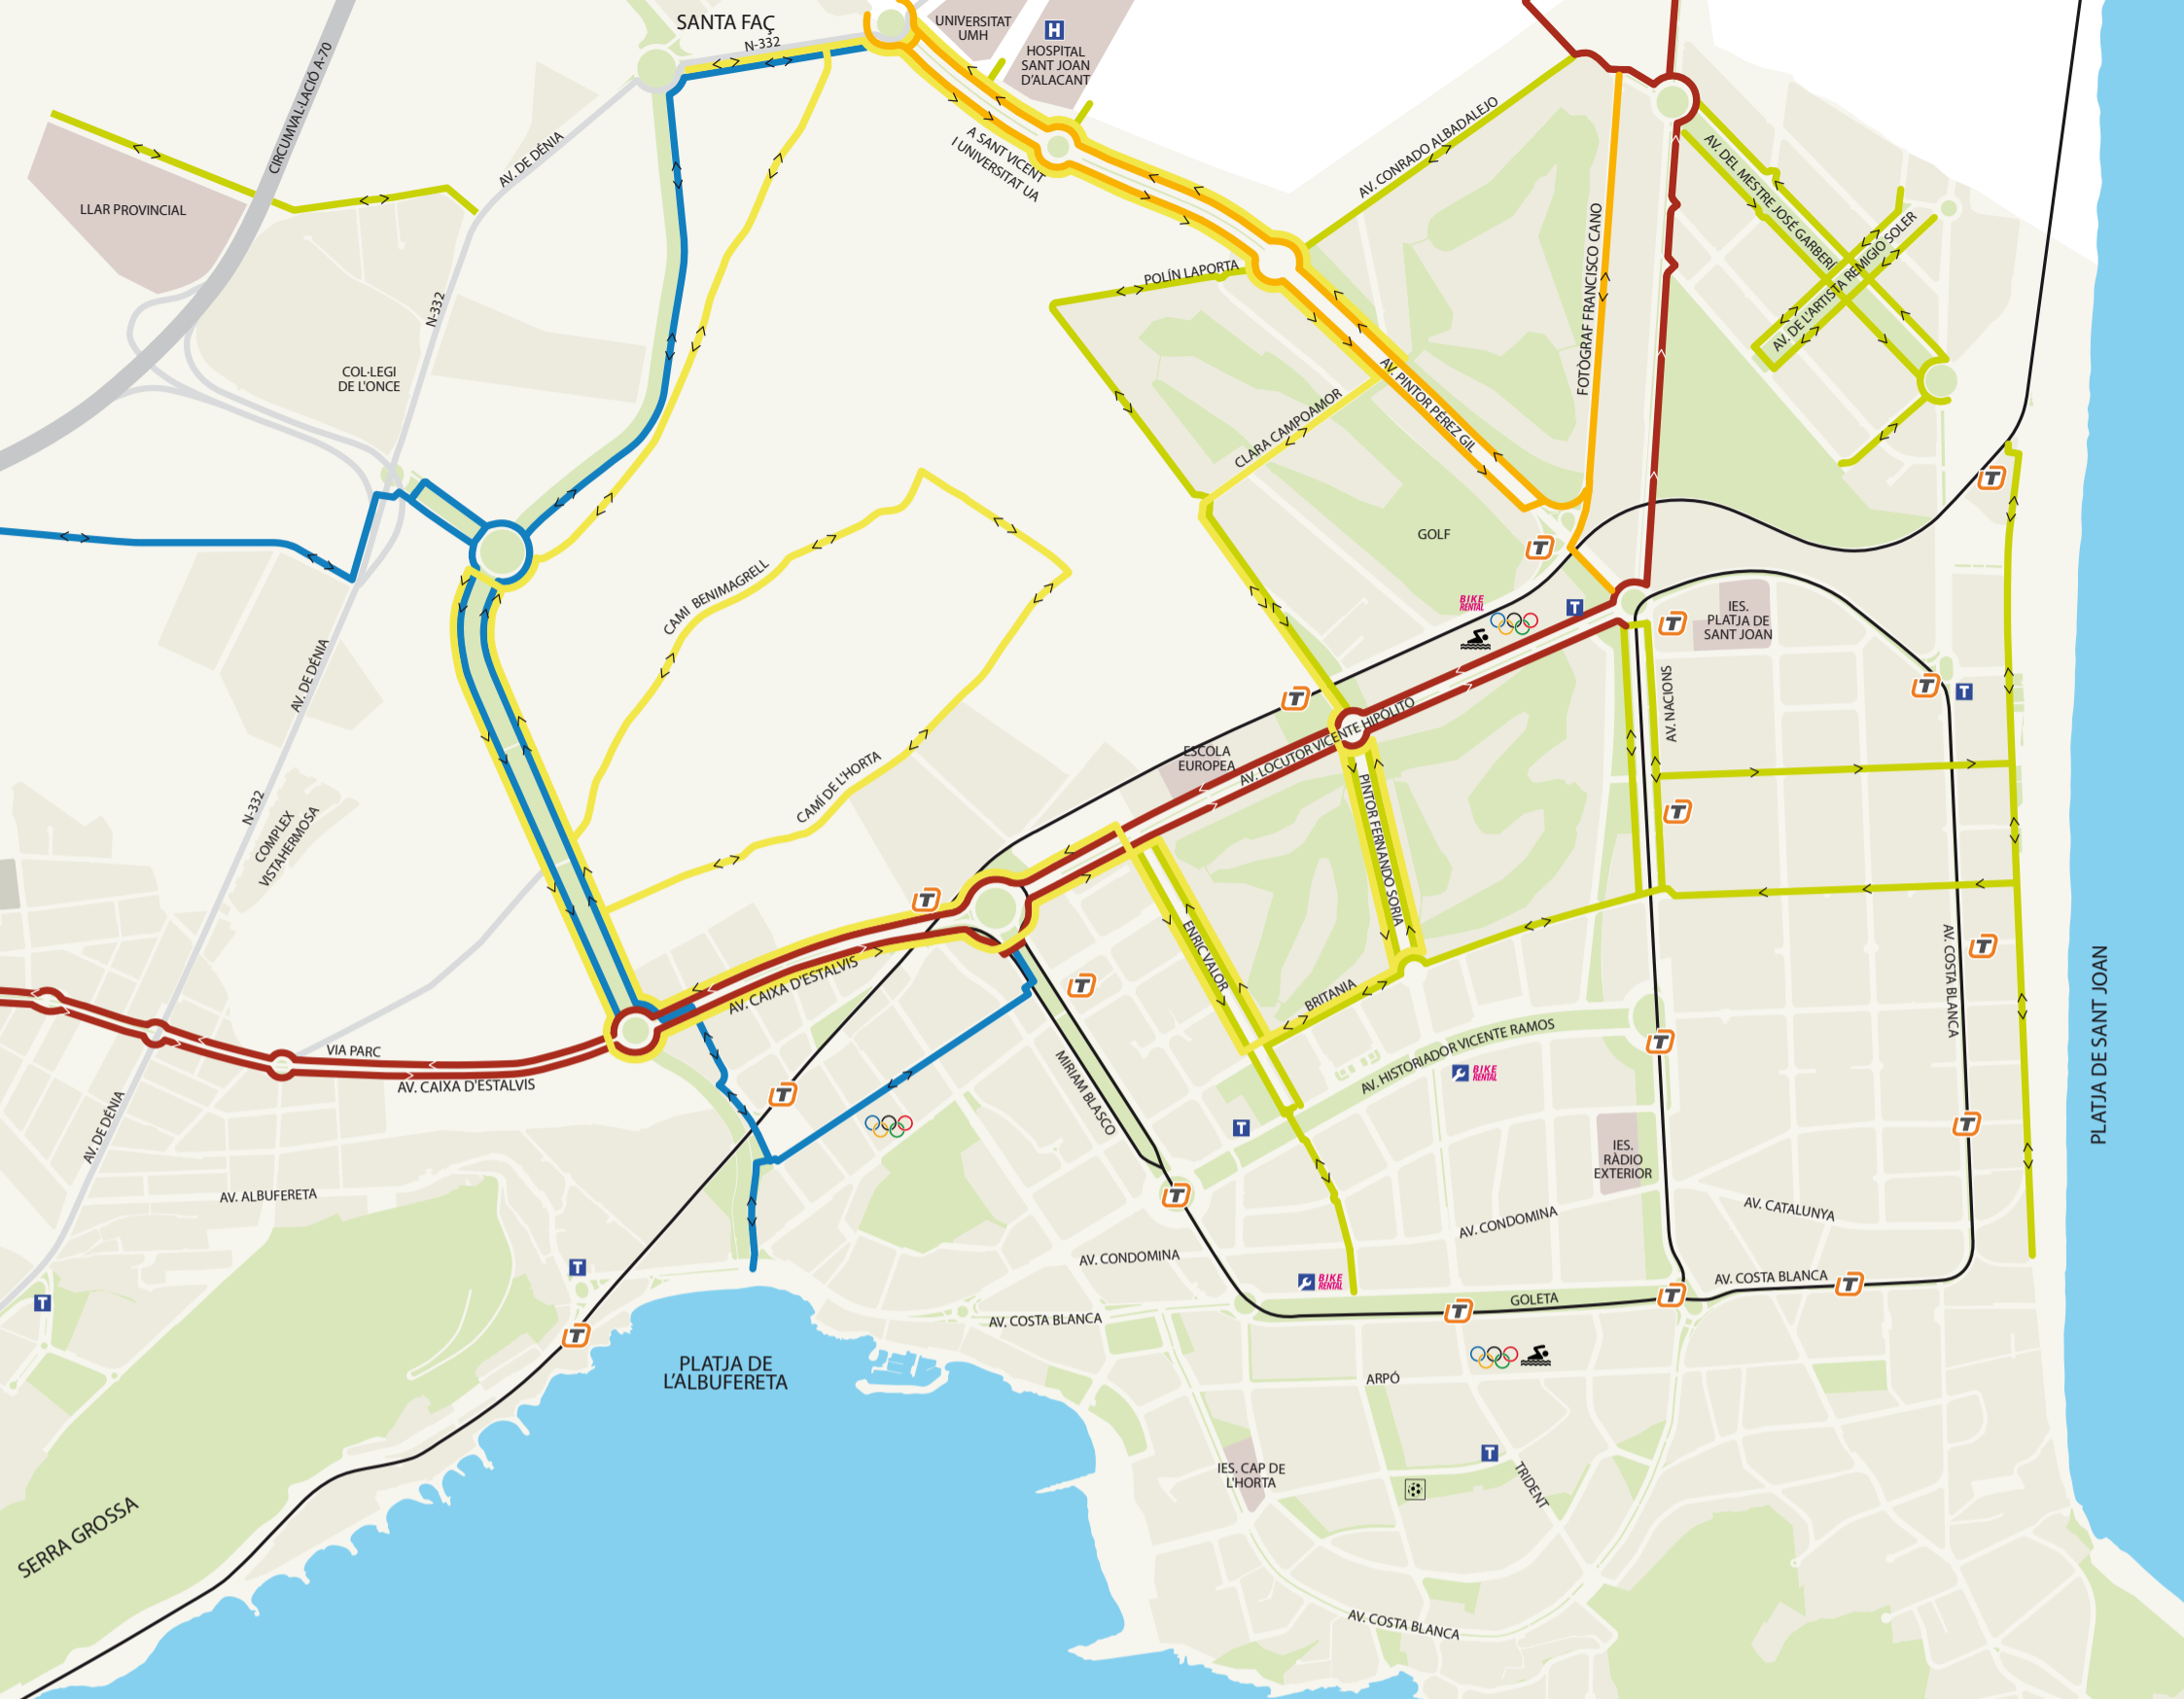 SANTA FAÇ
N-332
UNIVERSITAT
UMH
H
HOSPITAL
SANT JOAN
D'ALACANT
CIRCUMVAL·LACIÓ A-70
AV. DE DÉNIA
A SANT VICENT
I UNIVERSITAT UA
AV. CONRADO ALBADALEJO
AV. DEL MESTRE JOSÉ GARBERI
LLAR PROVINCIAL
AV. DE L'ARTISTA REMIGIO SOLER
POLÍN LAPORTA
FOTÒGRAF FRANCISCO CANO
N-332
COL·LEGI
DE L'ONCE
AV. PINTOR PÉREZ GIL
CLARA CAMPOAMOR
GOLF
T
T
CAMI BENIMAGRELL
BIKE
RENTAL
T
IES.
PLATJA DE
SANT JOAN
T
AV. DE DÉNIA
AV. NACIONS
T
T
T
AV. LOCUTOR VICENTE HIPÓLITO
ESCOLA
EUROPEA
CAMÍ DE L'HORTA
N-332
COMPLEX
VISTAHERMOSA
PINTOR FERNANDO SORIA
T
T
ENRIC VALOR
T
AV. COSTA BLANCA
PLATJA DE SANT JOAN
AV. CAIXA D'ESTALVIS
T
BRITANIA
AV. HISTORIADOR VICENTE RAMOS
T
VIA PARC
AV. CAIXA D'ESTALVIS
BIKE
RENTAL
MIRIAM BLASCO
T
AV. DE DÉNIA
T
T
IES.
RÀDIO
EXTERIOR
AV. ALBUFERETA
T
AV. CATALUNYA
AV. CONDOMINA
AV. CONDOMINA
T
T
BIKE
RENTAL
AV. COSTA BLANCA
T
GOLETA
T
T
AV. COSTA BLANCA
T
PLATJA DE
L'ALBUFERETA
ARPÓ
IES. CAP DE
L'HORTA
T
TRIDENT
SERRA GROSSA
AV. COSTA BLANCA